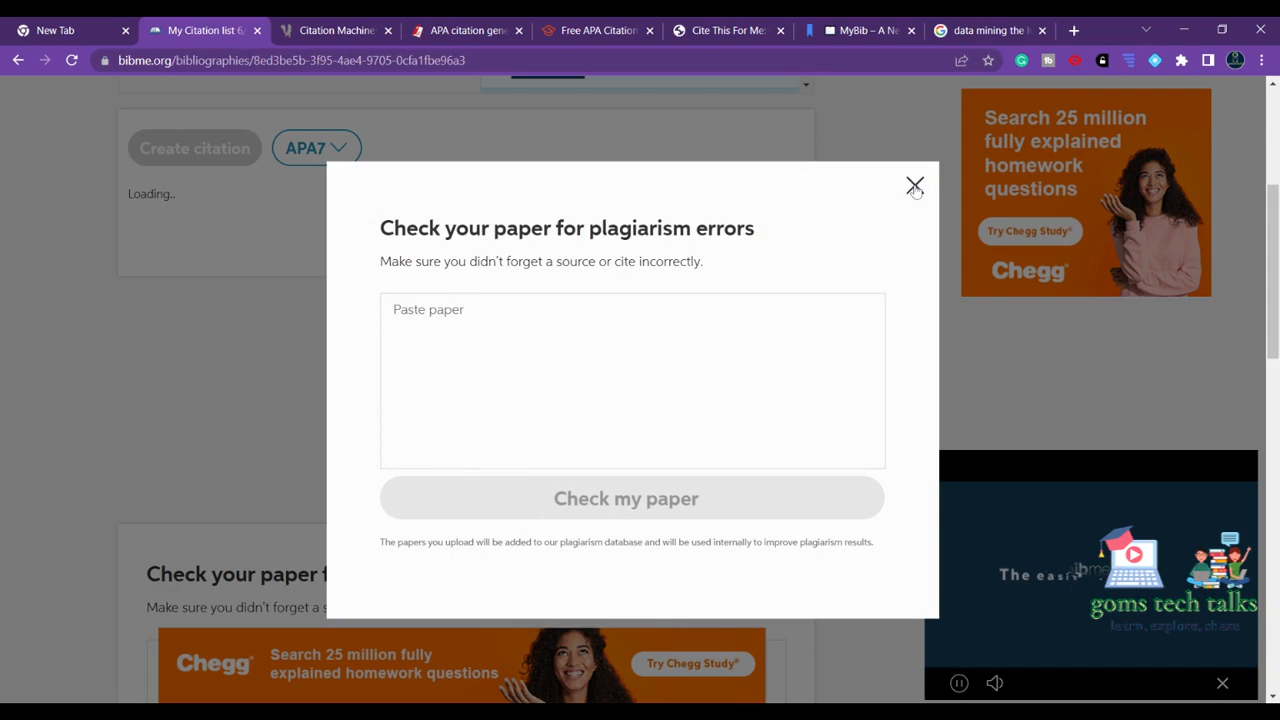 New Tab
My Citation list 6/
Citation Machine
APA citation gene
Free APA Citation
Cite This For Me:
MyBib – A Ne
data mining the k
bibme.org/bibliographies/8ed3be5b-3f95-4ae4-9705-0cfa1fbe96a3
Create citation
APA7
Loading..
Check your paper for plagiarism errors
Make sure you didn't forget a source or cite incorrectly.
Paste paper
Check my paper
The papers you upload will be added to our plagiarism database and will be used internally to improve plagiarism results.
Search 25 million
fully explained
homework
questions
Try Chegg Study®
Chegg®
Check your paper f
Make sure you didn't forget a s
Chegg®
Search 25 million fully
explained homework questions
Try Chegg Study®
The easi
goms tech talks
learn, explore, share